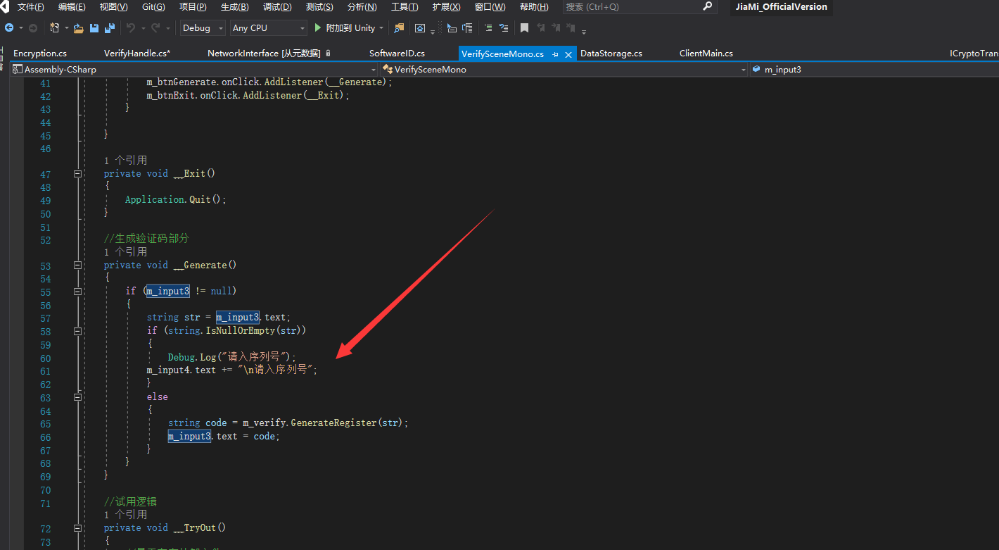 文件(F) 编辑(E) 视图(V) Git(G) 项目(P) 生成(B) 调试(D) 测试(S) 分析(N) 工具(T) 扩展(X) 窗口(W) 帮助(H) 搜索 (Ctrl+Q) JiaMi_OfficialVersion
Debug Any CPU 附加到 Unity
Encryption.cs VerifyHandle.cs* NetworkInterface [从元数据] SoftwareID.cs VerifySceneMono.cs DataStorage.cs ClientMain.cs ICryptoTran
Assembly-CSharp VerifySceneMono m_input3
41 m_btnGenerate.onClick.AddListener(__Generate);
42 m_btnExit.onClick.AddListener(__Exit);
43 }
44
45 }
46
1 个引用
47 private void __Exit()
48 {
49 Application.Quit();
50 }
51
52 //生成验证码部分
1 个引用
53 private void __Generate()
54 {
55 if (m_input3 != null)
56 {
57 string str = m_input3.text;
58 if (string.IsNullOrEmpty(str))
59 {
60 Debug.Log("请入序列号");
61 m_input4.text += "\n请入序列号";
62 }
63 else
64 {
65 string code = m_verify.GenerateRegister(str);
66 m_input3.text = code;
67 }
68 }
69 }
70
71 //试用逻辑
1 个引用
72 private void __TryOut()
73 {